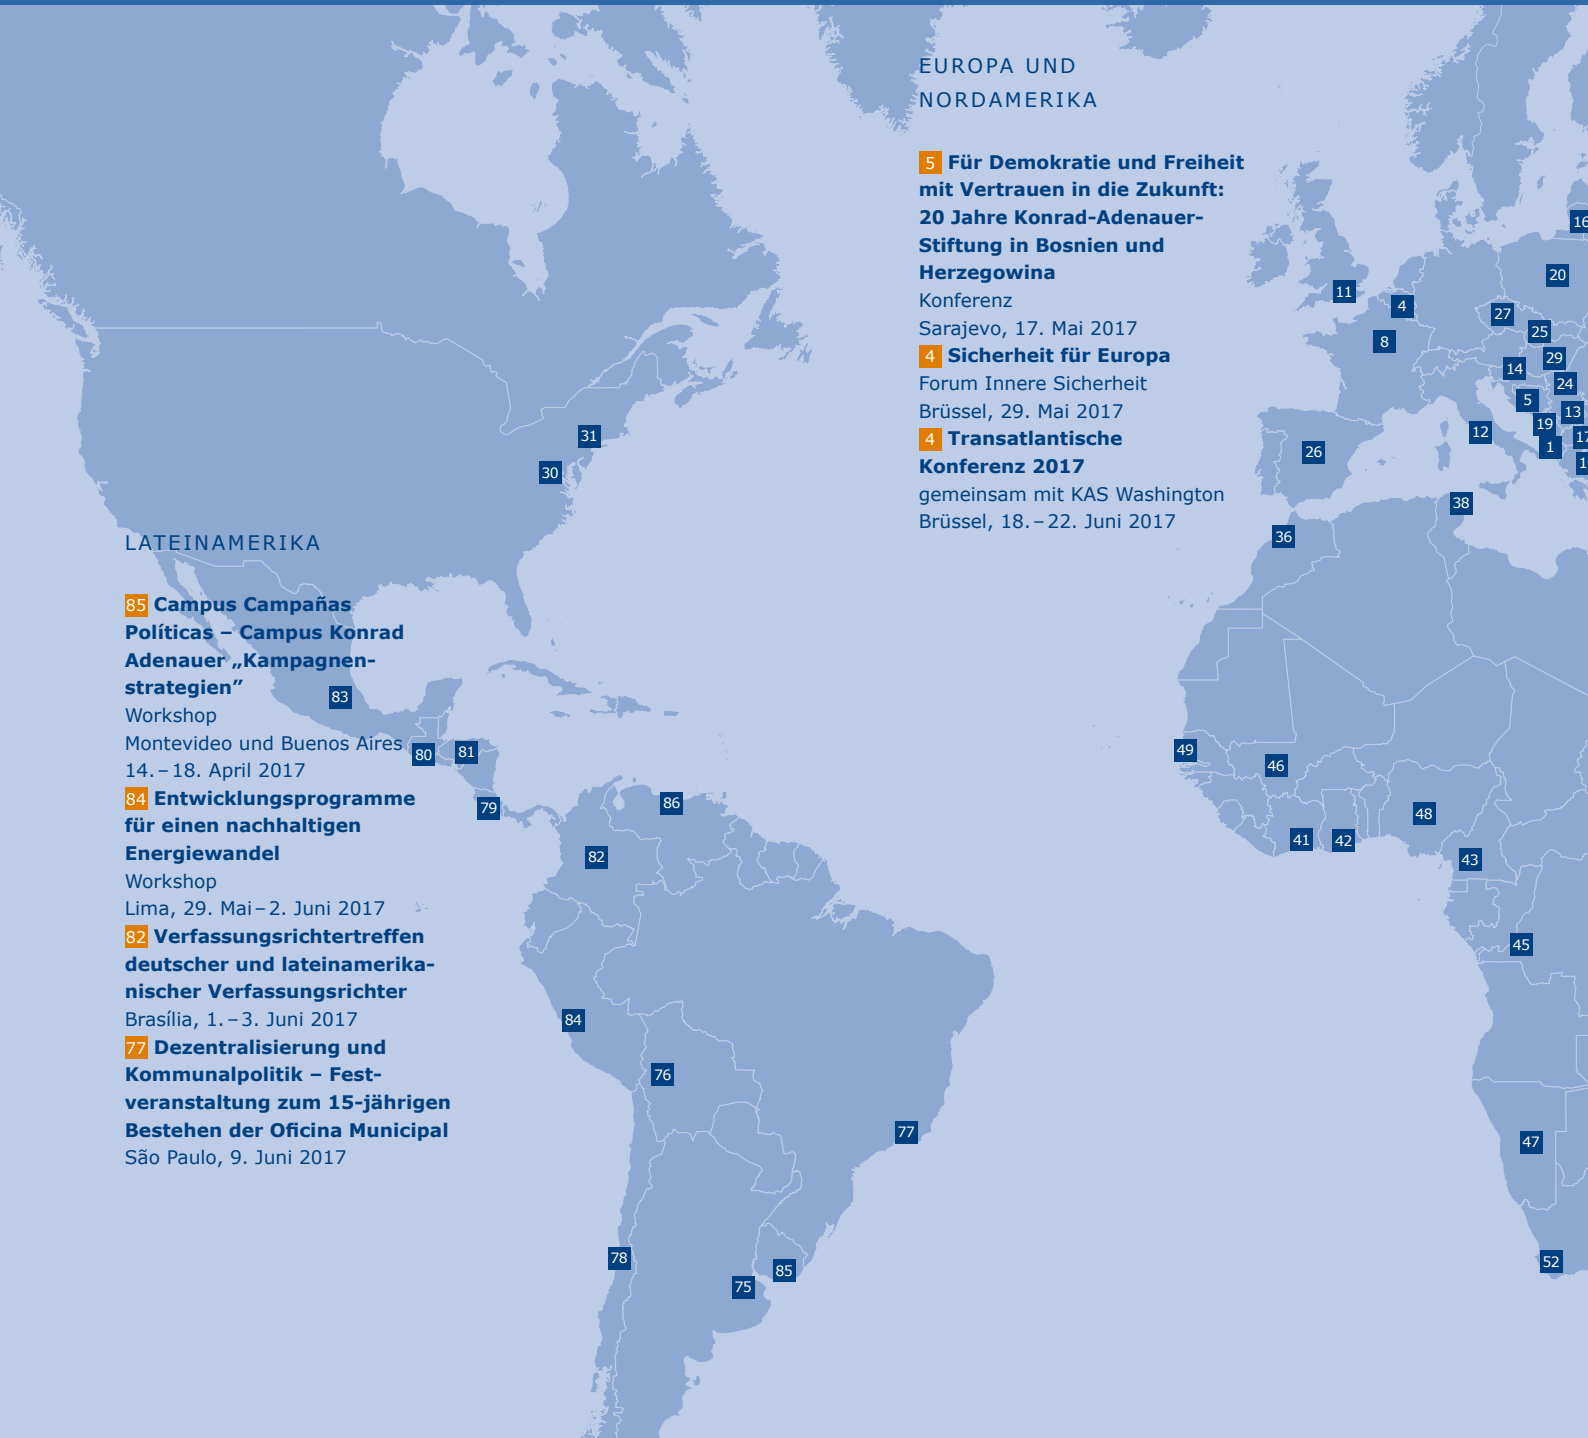 EUROPA UND
NORDAMERIKA
5 Für Demokratie und Freiheit
mit Vertrauen in die Zukunft:
20 Jahre Konrad-Adenauer-
Stiftung in Bosnien und
Herzegowina
Konferenz
Sarajevo, 17. Mai 2017
4 Sicherheit für Europa
Forum Innere Sicherheit
Brüssel, 29. Mai 2017
4 Transatlantische
Konferenz 2017
gemeinsam mit KAS Washington
Brüssel, 18.–22. Juni 2017
LATEINAMERIKA
85 Campus Campañas
Políticas – Campus Konrad
Adenauer „Kampagnen-
strategien”
Workshop
Montevideo und Buenos Aires
14.–18. April 2017
84 Entwicklungsprogramme
für einen nachhaltigen
Energiewandel
Workshop
Lima, 29. Mai–2. Juni 2017
82 Verfassungsrichtertreffen
deutscher und lateinamerika-
nischer Verfassungsrichter
Brasília, 1.–3. Juni 2017
77 Dezentralisierung und
Kommunalpolitik – Fest-
veranstaltung zum 15-jährigen
Bestehen der Oficina Municipal
São Paulo, 9. Juni 2017
16
20
11
4
27
25
8
29
14
24
5
13
19
12
17
31
1
26
30
38
36
83
49
80
81
46
86
79
48
41
42
82
43
45
84
76
77
47
78
52
85
75